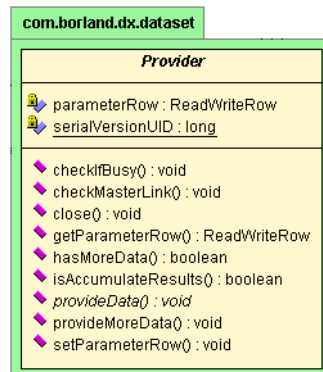 com.borland.dx.dataset
Provider
parameterRow : ReadWriteRow
serialVersionUID : long
checkIfBusy() : void
checkMasterLink() : void
close() : void
getParameterRow() : ReadWriteRow
hasMoreData() : boolean
isAccumulateResults() : boolean
provideData() : void
provideMoreData() : void
setParameterRow() : void